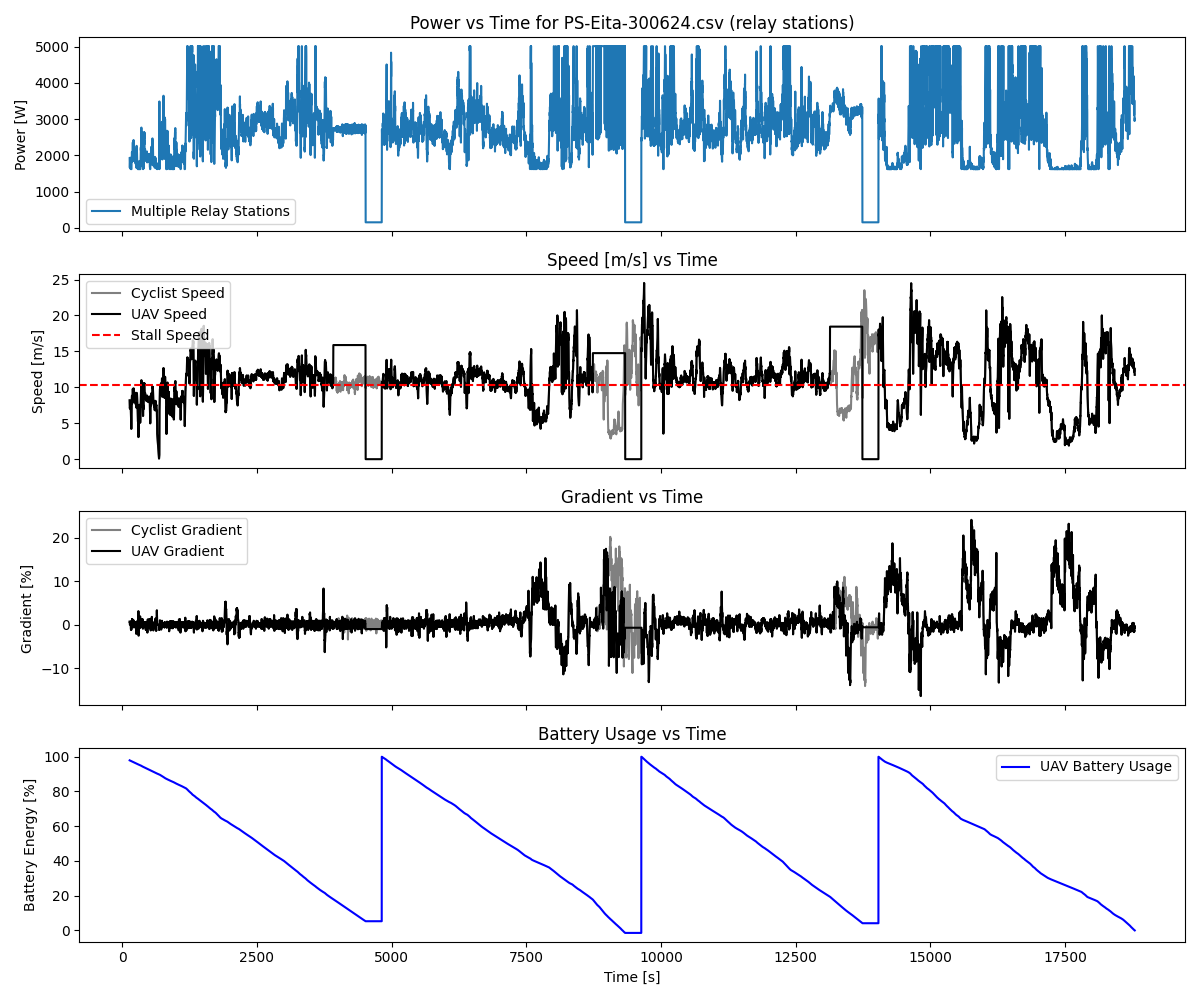 Power vs Time for PS-Eita-300624.csv (relay stations)
Power [W]
5000
4000
3000
2000
1000
0
Multiple Relay Stations
Speed [m/s] vs Time
Speed [m/s]
25
20
15
10
5
0
Cyclist Speed
UAV Speed
Stall Speed
Gradient vs Time
Gradient [%]
20
10
0
−10
Cyclist Gradient
UAV Gradient
Battery Usage vs Time
Battery Energy [%]
100
80
60
40
20
0
UAV Battery Usage
0 2500 5000 7500 10000 12500 15000 17500
Time [s]